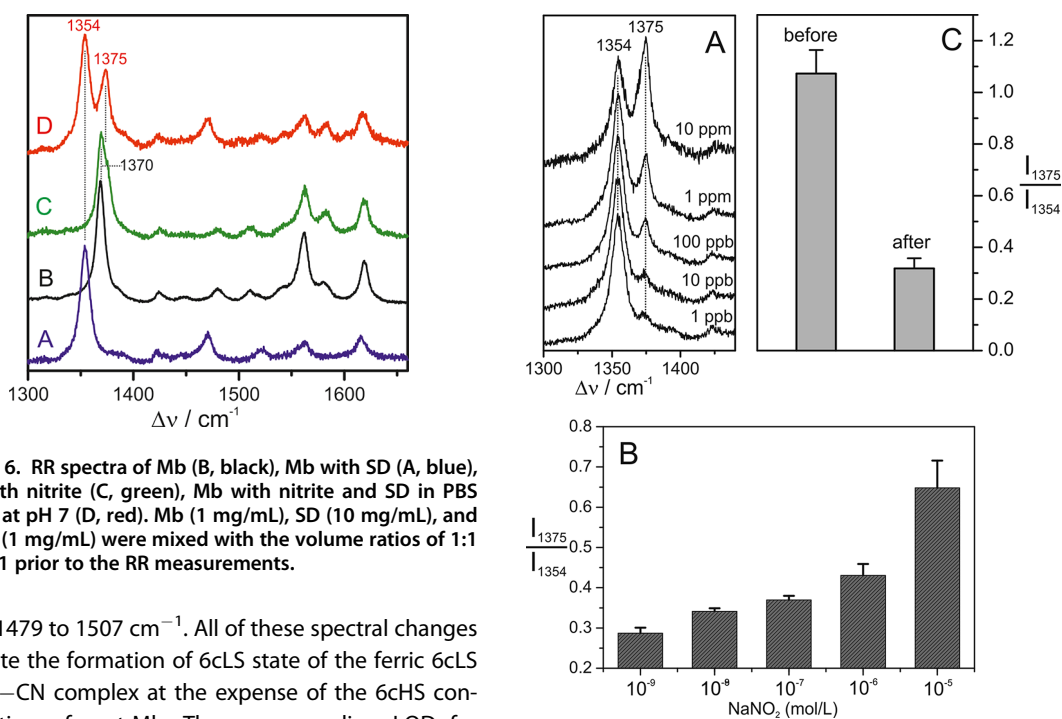 1354
1375
D
1370
C
B
A
1300 1400 1500 1600
Δν / cm⁻¹
6. RR spectra of Mb (B, black), Mb with SD (A, blue),
th nitrite (C, green), Mb with nitrite and SD in PBS
at pH 7 (D, red). Mb (1 mg/mL), SD (10 mg/mL), and
(1 mg/mL) were mixed with the volume ratios of 1:1
1 prior to the RR measurements.
1479 to 1507 cm⁻¹. All of these spectral changes
te the formation of 6cLS state of the ferric 6cLS
−CN complex at the expense of the 6cHS con-
1375
1354
A
10 ppm
1 ppm
100 ppb
10 ppb
1 ppb
1300 1350 1400
Δν / cm⁻¹
before
C
after
1.2
1.0
0.8
0.6
0.4
0.2
0.0
I₁₃₇₅
I₁₃₅₄
B
0.8
0.7
0.6
0.5
0.4
0.3
0.2
I₁₃₇₅
I₁₃₅₄
10⁻⁹ 10⁻⁸ 10⁻⁷ 10⁻⁶ 10⁻⁵
NaNO₂ (mol/L)